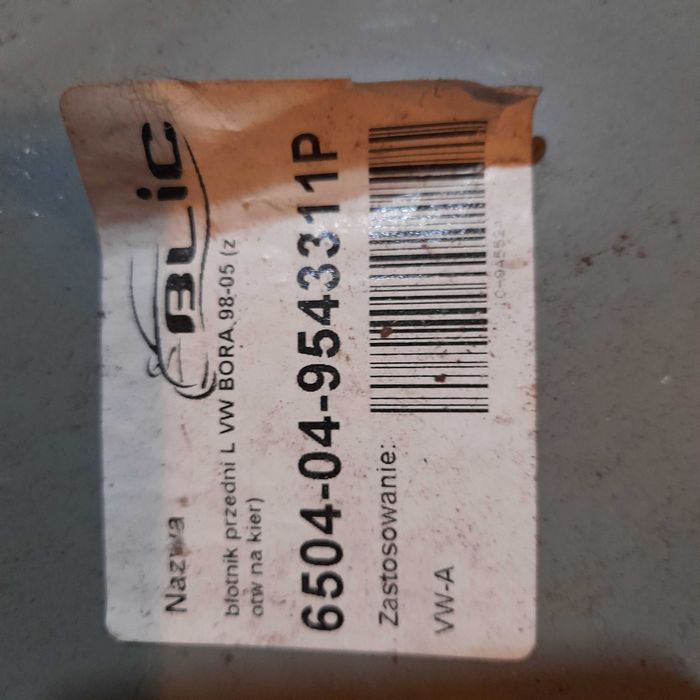 BLiC
Nazwa
błotnik przedni L VW BORA 98-05 (z
otw na kier)
6504-04-9543311P
Zastosowanie:
VW-A